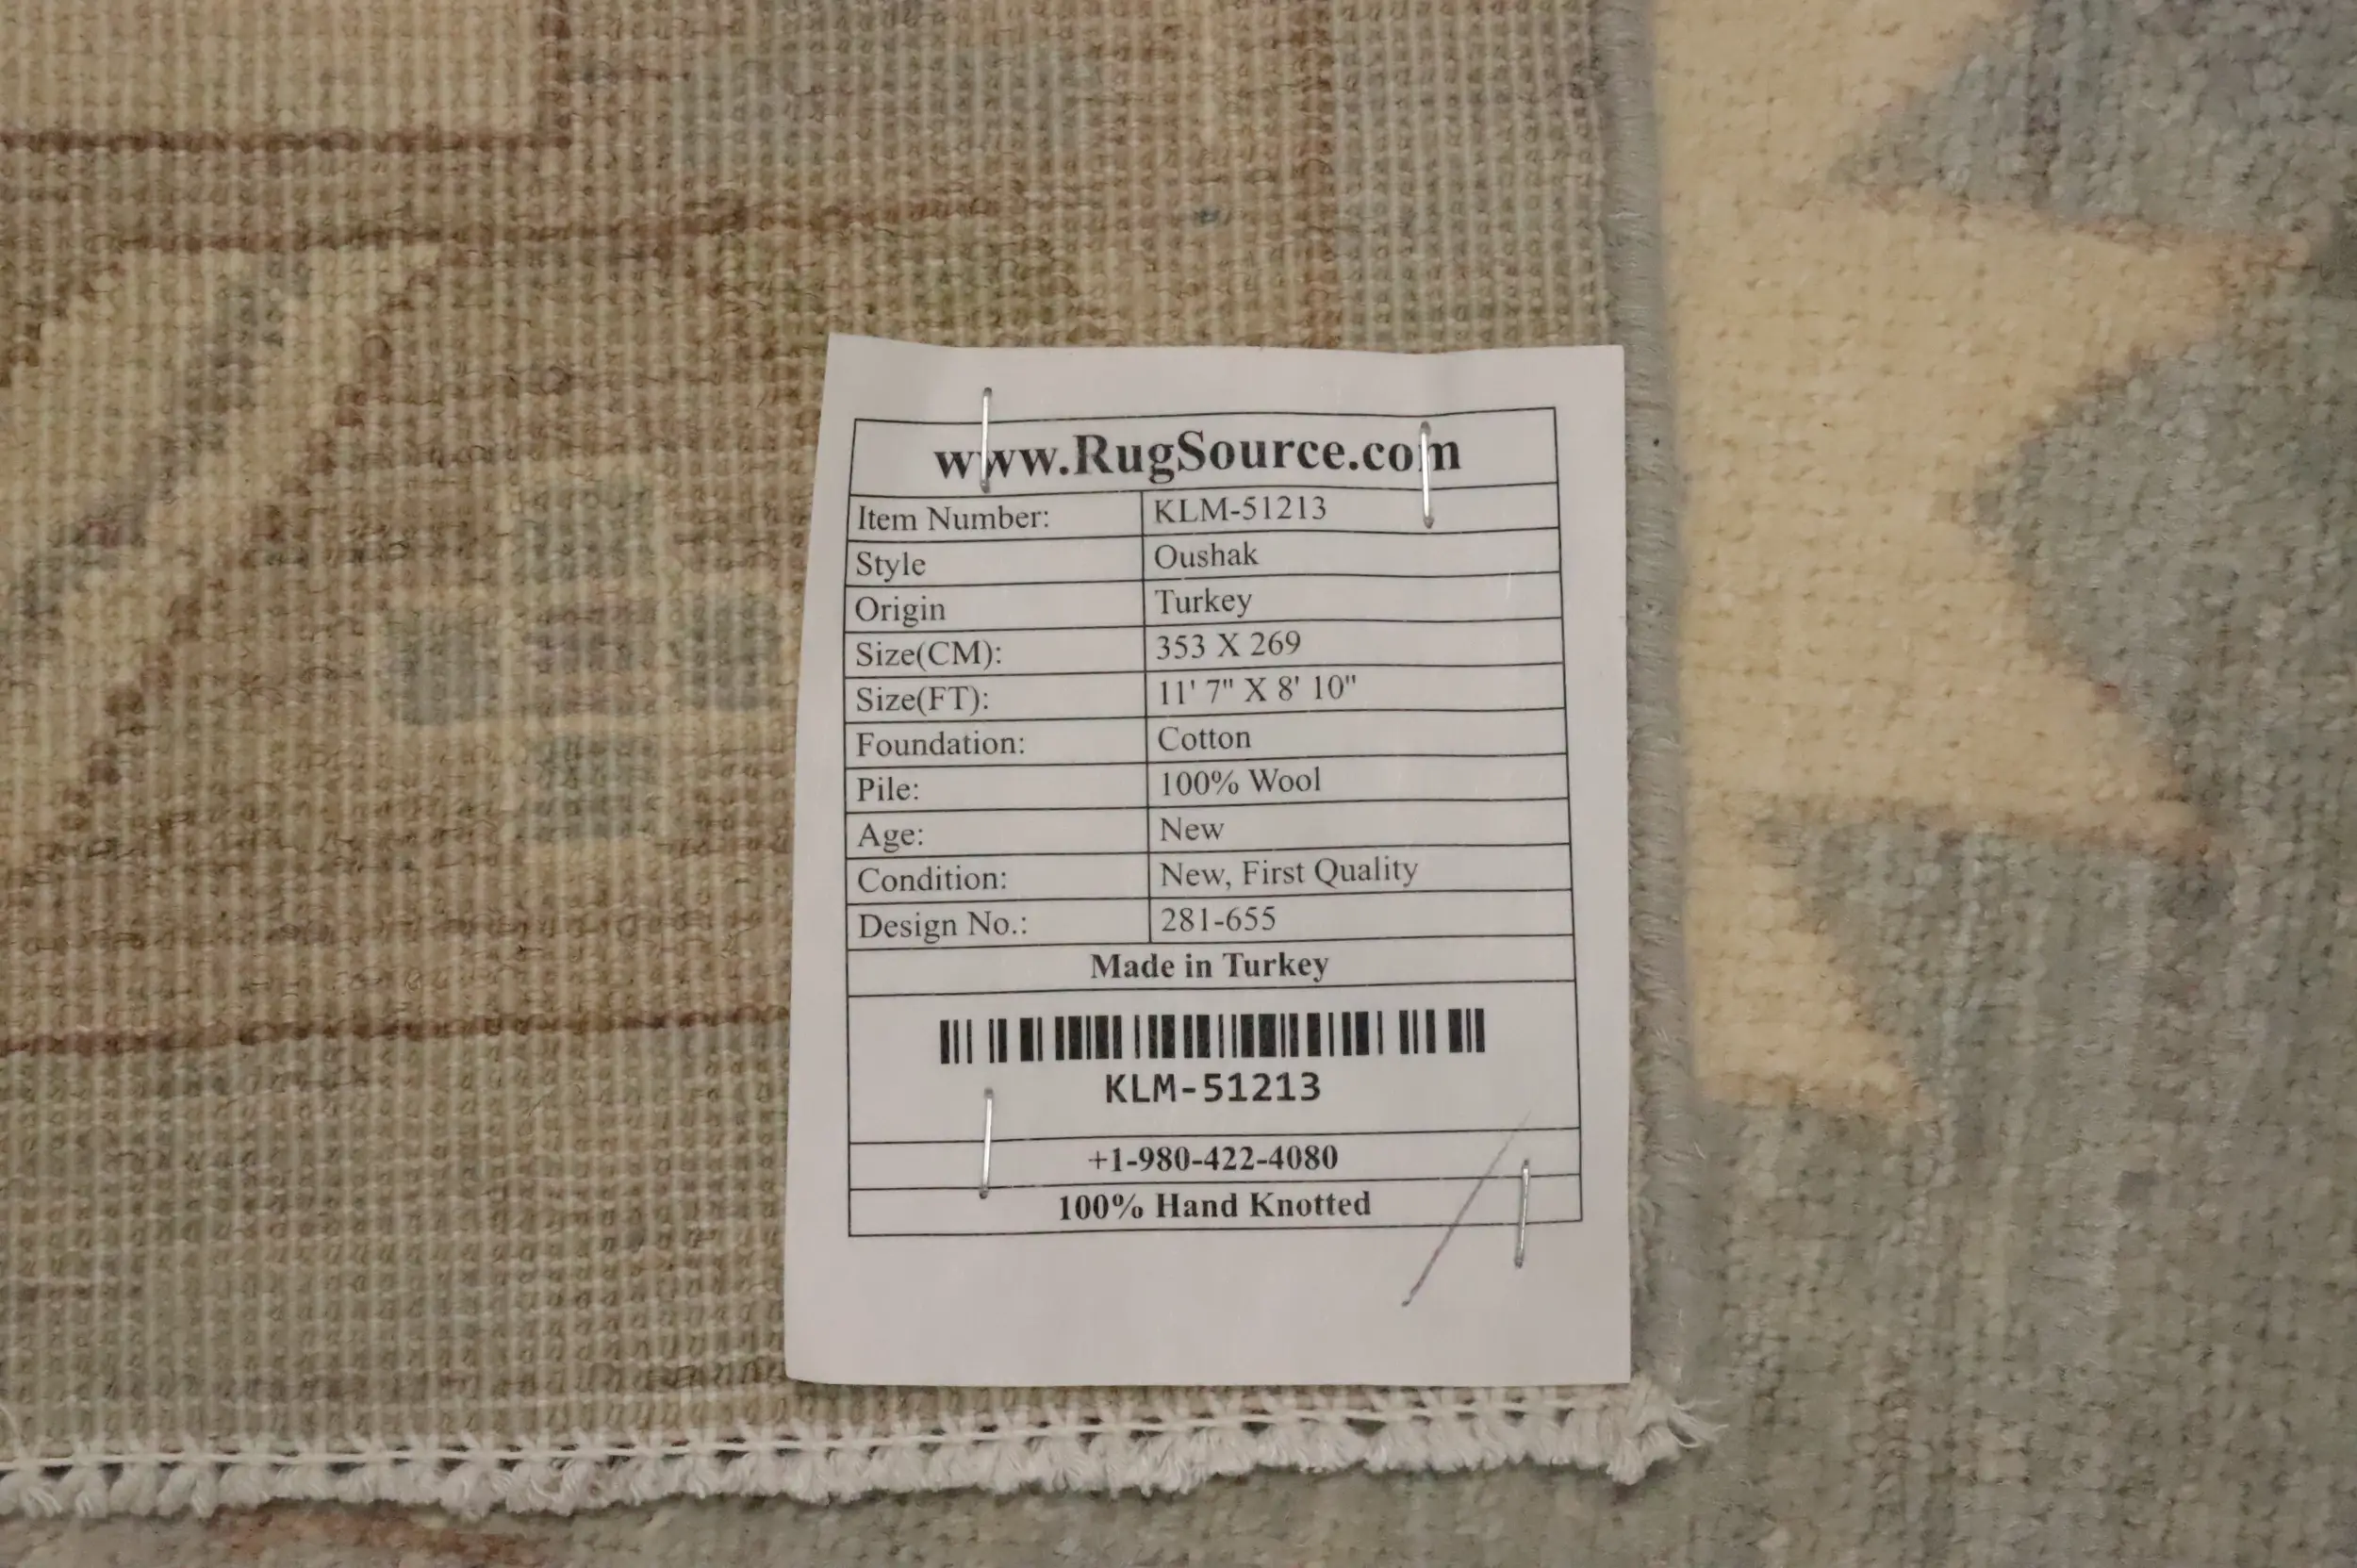 www.RugSource.com
Item Number: KLM-51213
Style Oushak
Origin Turkey
Size(CM): 353 X 269
Size(FT): 11' 7" X 8' 10"
Foundation: Cotton
Pile: 100% Wool
Age: New
Condition: New, First Quality
Design No.: 281-655
Made in Turkey
KLM-51213
+1-980-422-4080
100% Hand Knotted